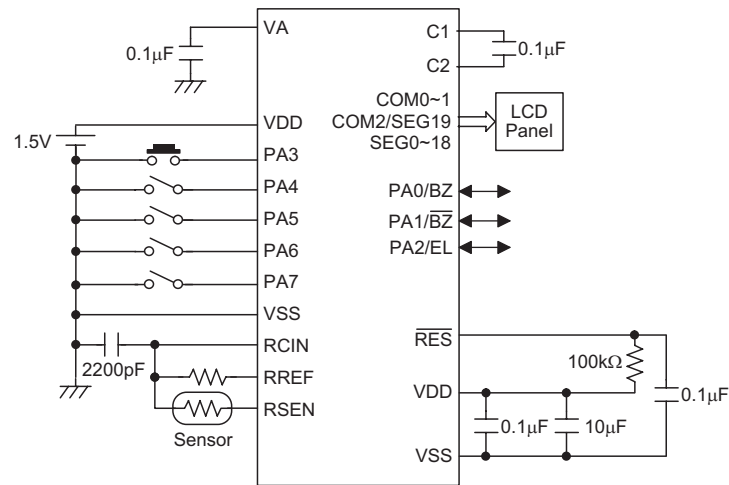 VA
C1
0.1µF
0.1µF
C2
COM0~1
COM2/SEG19
SEG0~18
LCD
Panel
VDD
1.5V
PA3
PA4
PA5
PA6
PA7
VSS
RCIN
2200pF
RREF
RSEN
Sensor
PA0/BZ
PA1/B̅Z̅
PA2/EL
R̅E̅S̅
100kΩ
VDD
0.1µF
0.1µF
10µF
VSS